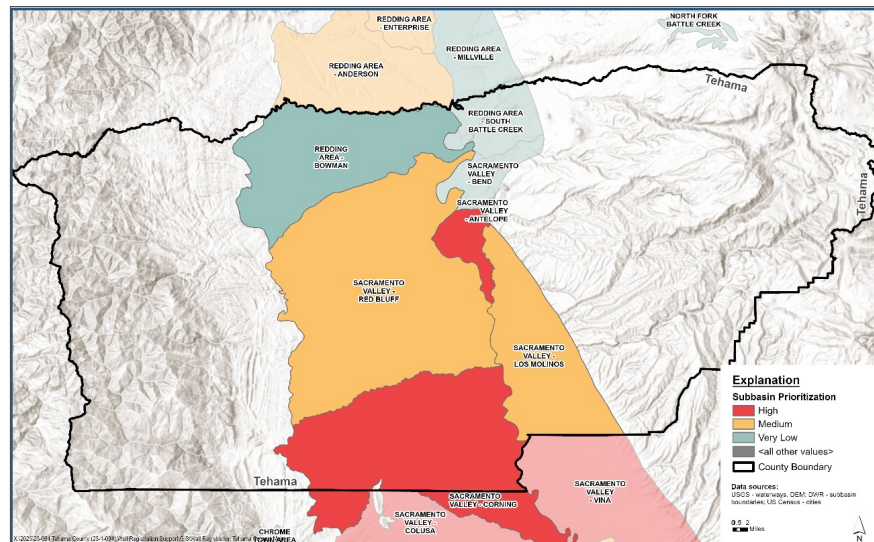 REDDING AREA
- ENTERPRISE
NORTH FORK
BATTLE CREEK
REDDING AREA
- MILLVILLE
REDDING AREA
- ANDERSON
Tehama
REDDING AREA
- SOUTH
BATTLE CREEK
REDDING
AREA -
BOWMAN
SACRAMENTO
VALLEY
- BEND
Tehama
SACRAMENTO
VALLEY
- ANTELOPE
SACRAMENTO
VALLEY -
RED BLUFF
SACRAMENTO
VALLEY -
LOS MOLINOS
Tehama
SACRAMENTO
VALLEY - CORNING
SACRAMENTO
VALLEY -
COLUSA
SACRAMENTO
VALLEY
- VINA
CHROME
TOWN AREA
Explanation
Subbasin Prioritization
High
Medium
Very Low
<all other values>
County Boundary
Data sources:
USGS - waterways, DEM; DWR - subbasin
boundaries; US Census - cities
Miles
N